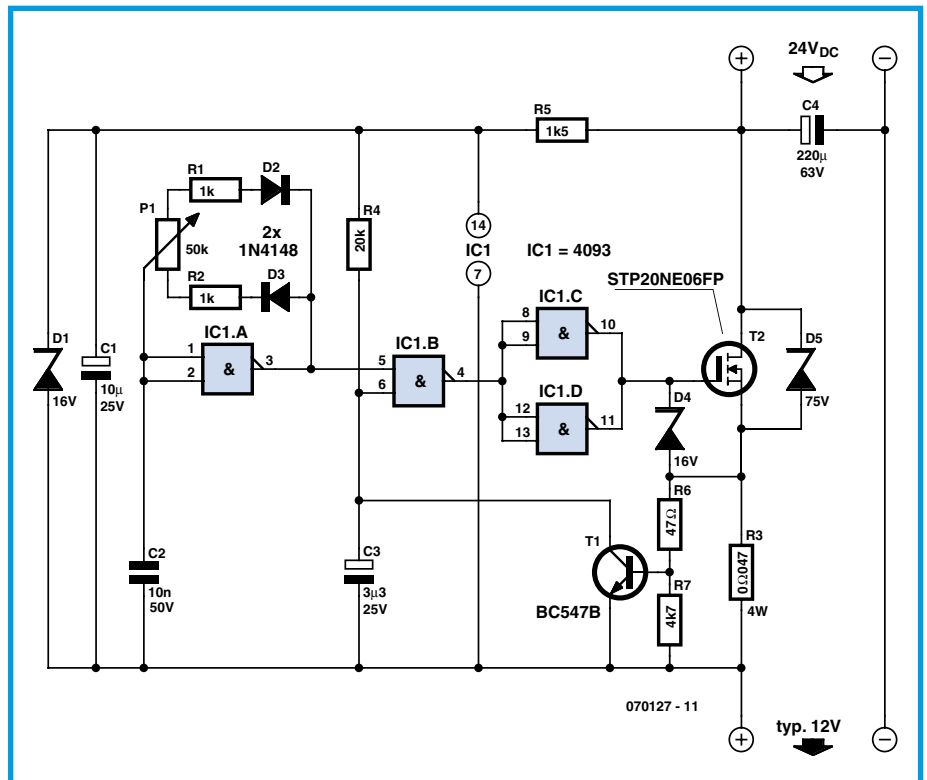 +
24VDC
−
C4
220µ
63V
R5
1k5
R1
1k
D2
P1
50k
2x
1N4148
R2
1k
D3
R4
20k
14
IC1
7
IC1 = 4093
STP20NE06FP
D1
16V
C1
10µ
25V
IC1.A
1
2
&
3
IC1.B
5
6
&
4
IC1.C
8
9
&
10
IC1.D
12
13
&
11
T2
D5
75V
D4
16V
R6
47Ω
R3
0Ω047
4W
C2
10n
50V
C3
3µ3
25V
T1
BC547B
R7
4k7
070127 - 11
+
typ. 12V
−